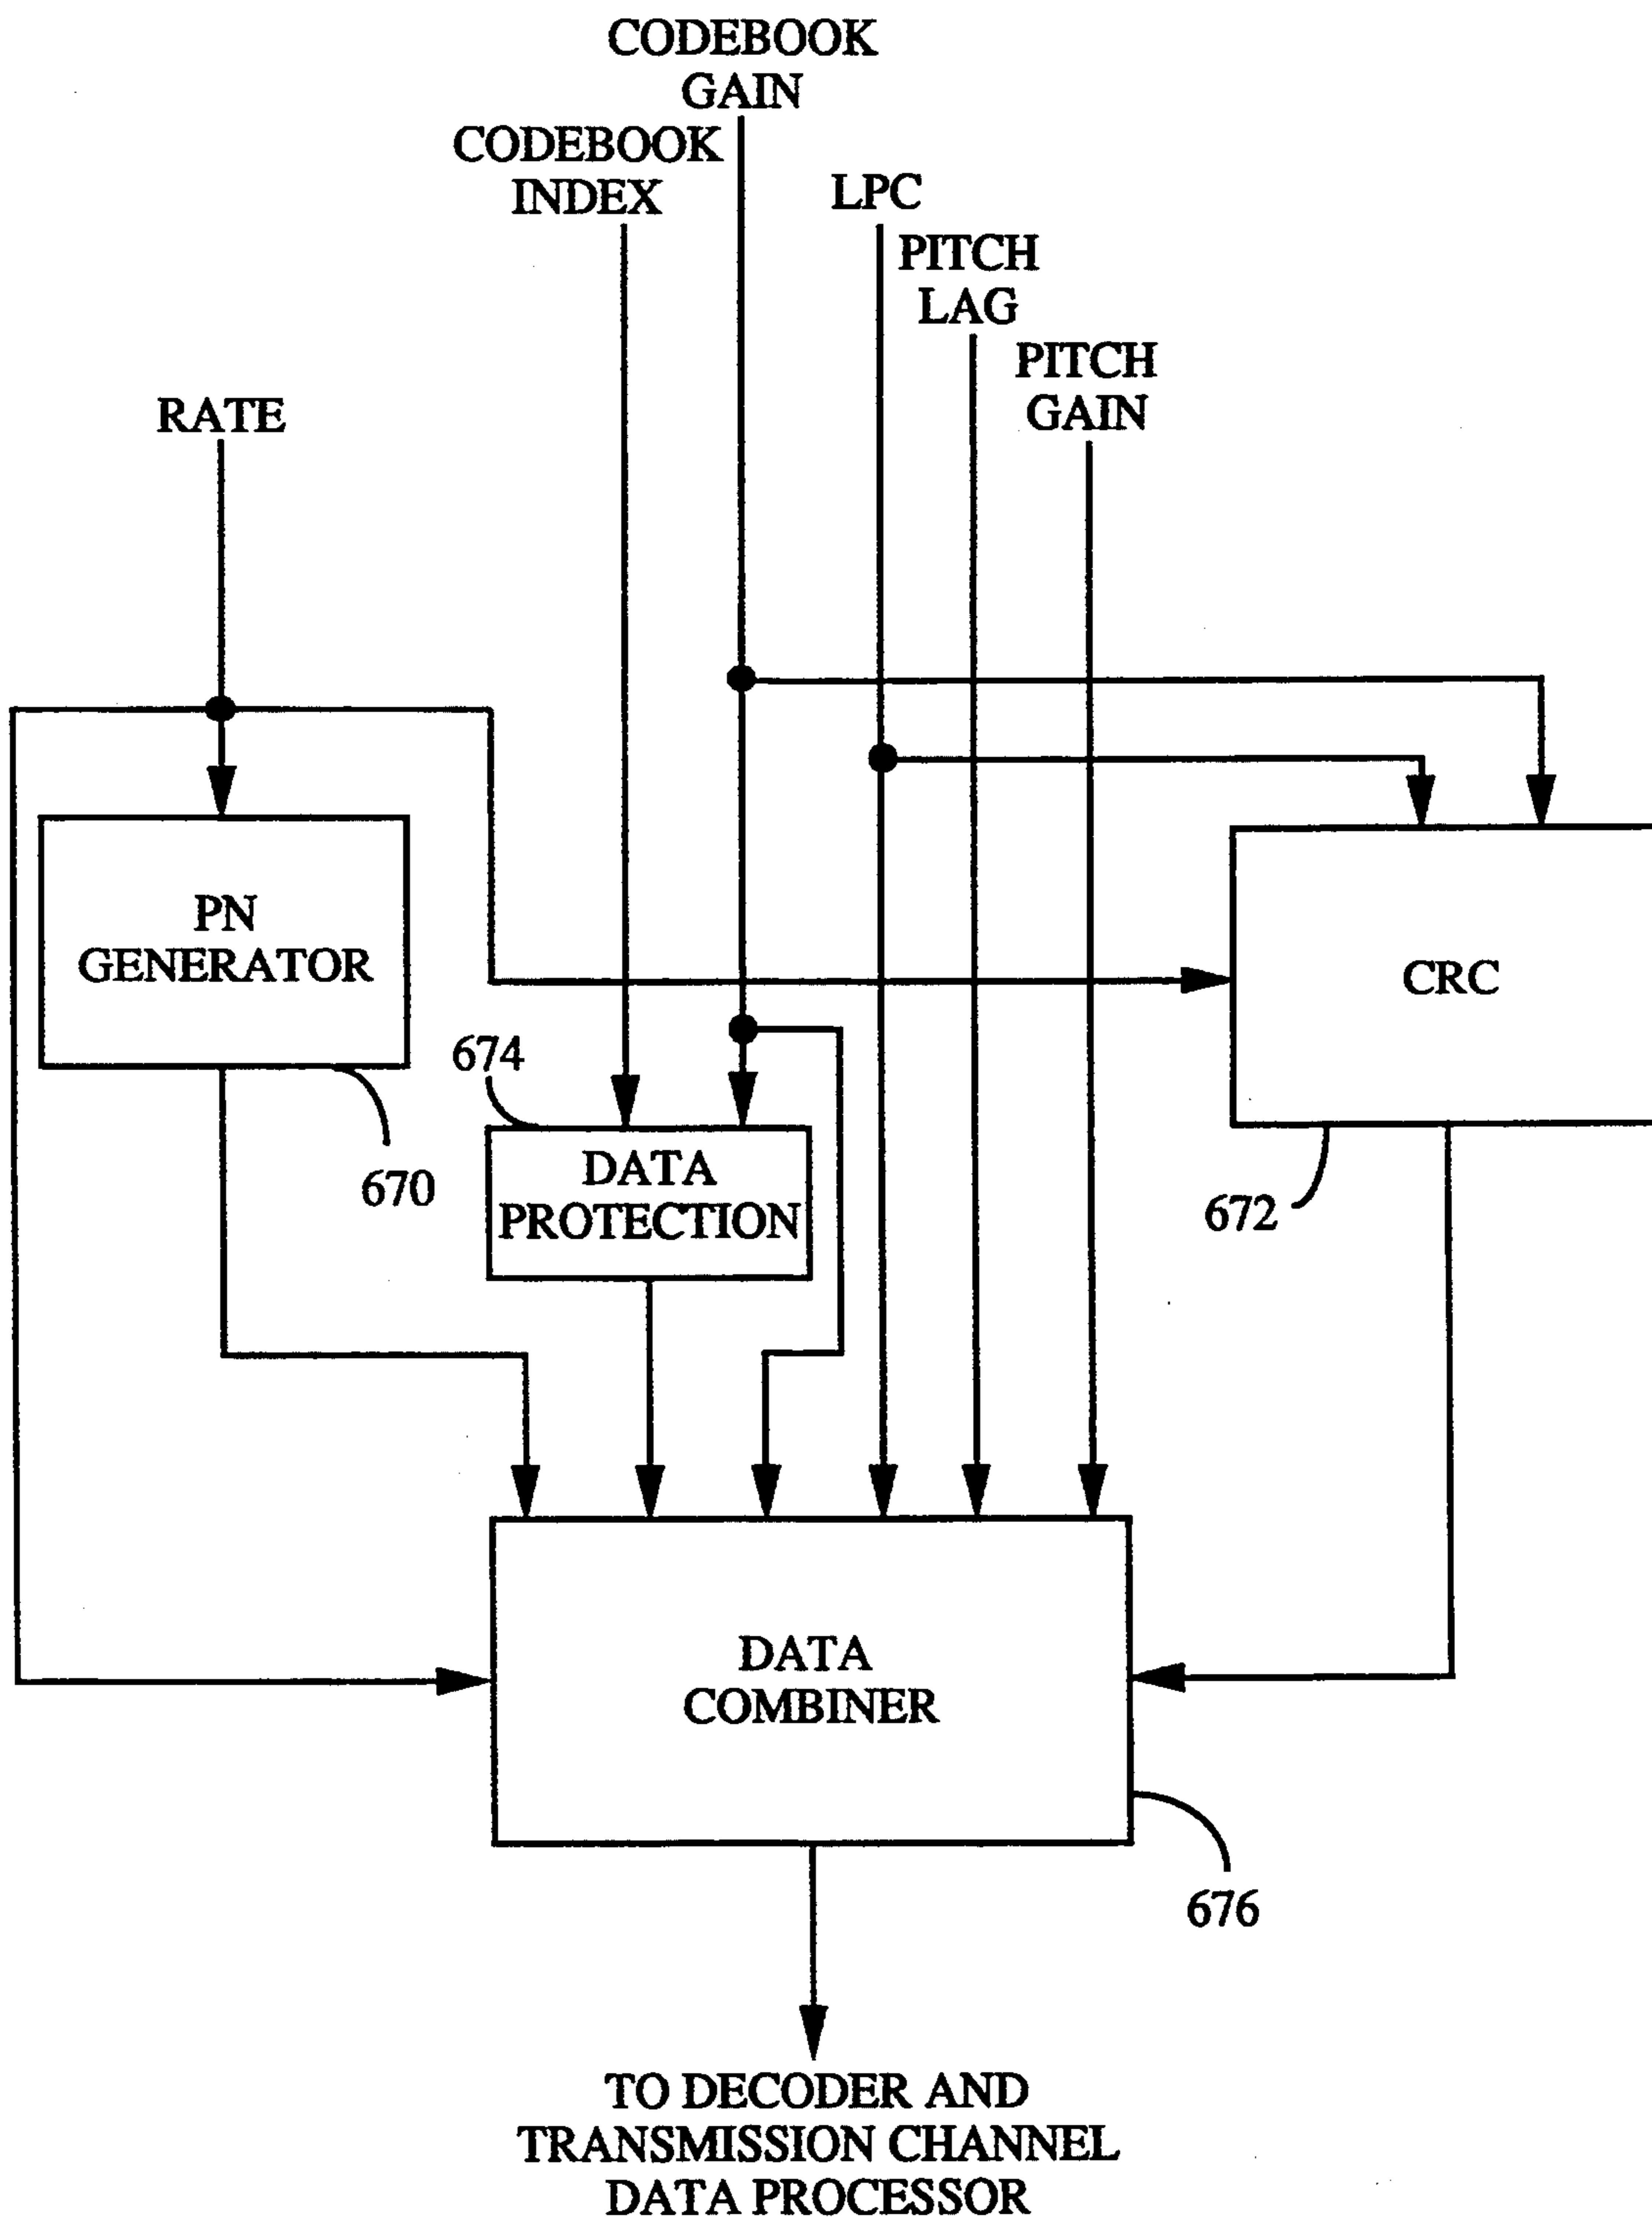 CODEBOOK
GAIN
CODEBOOK
INDEX
LPC
PITCH
LAG
PITCH
GAIN
RATE
PN
GENERATOR
CRC
674
DATA
PROTECTION
670
672
DATA
COMBINER
676
TO DECODER AND
TRANSMISSION CHANNEL
DATA PROCESSOR